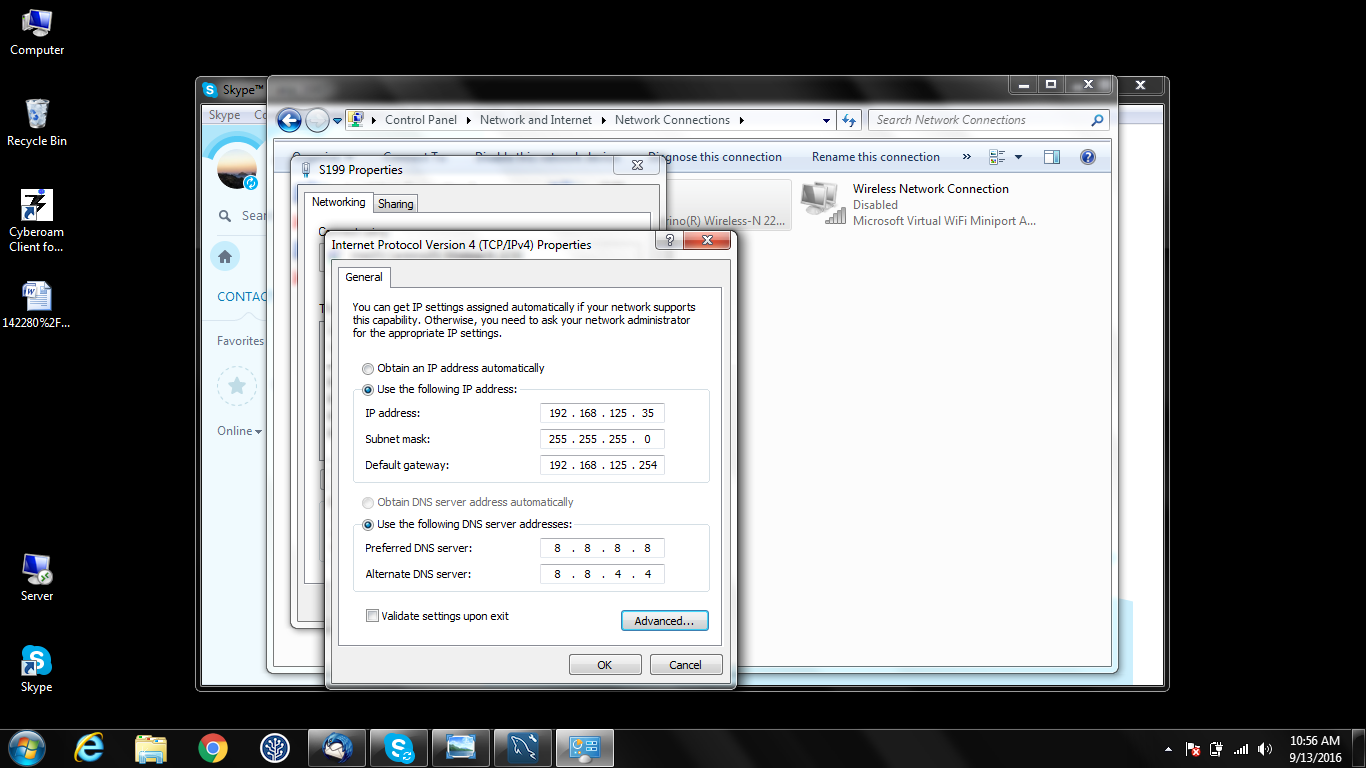 Computer
Recycle Bin
Cyberoam
Client fo...
142280%2F...
Server
Skype
Skype™
Skype
CONTAC
Favorites
Online
Control Panel
Network and Internet
Network Connections
Search Network Connections
Diagnose this connection
Rename this connection
»
Wireless-N 22...
Wireless Network Connection
Disabled
Microsoft Virtual WiFi Miniport A...
S199 Properties
Networking
Sharing
Internet Protocol Version 4 (TCP/IPv4) Properties
General
You can get IP settings assigned automatically if your network supports
this capability. Otherwise, you need to ask your network administrator
for the appropriate IP settings.
Obtain an IP address automatically
Use the following IP address:
IP address: 192 . 168 . 125 . 35
Subnet mask: 255 . 255 . 255 . 0
Default gateway: 192 . 168 . 125 . 254
Obtain DNS server address automatically
Use the following DNS server addresses:
Preferred DNS server: 8 . 8 . 8 . 8
Alternate DNS server: 8 . 8 . 4 . 4
Validate settings upon exit
Advanced...
OK
Cancel
10:56 AM
9/13/2016